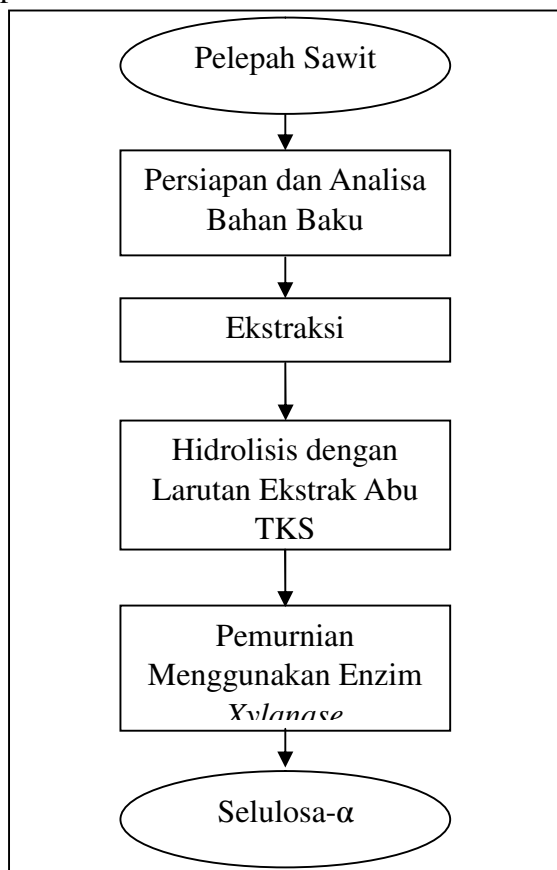 Pelepah Sawit
Persiapan dan Analisa
Bahan Baku
Ekstraksi
Hidrolisis dengan
Larutan Ekstrak Abu
TKS
Pemurnian
Menggunakan Enzim
Xylanase
Selulosa-α